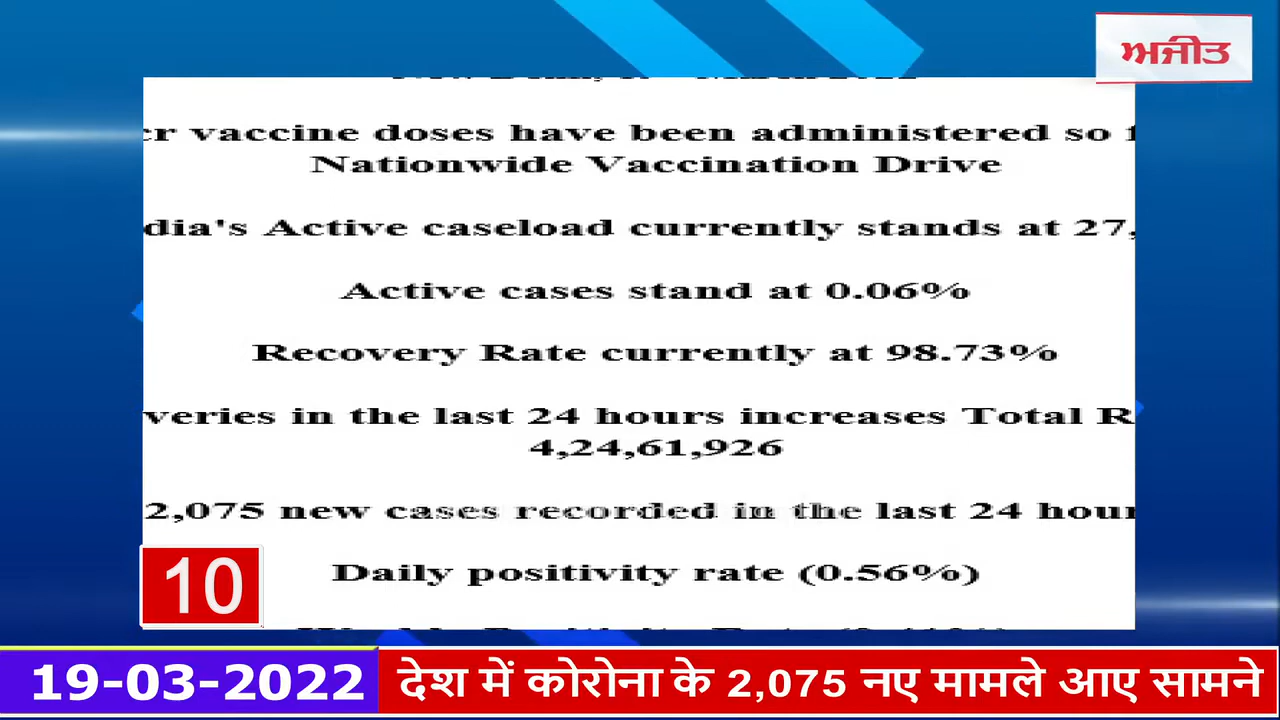 ਅਜੀਤ
vaccine doses have been administered so
Nationwide Vaccination Drive
dia's Active caseload currently stands at 27,
Active cases stand at 0.06%
Recovery Rate currently at 98.73%
veries in the last 24 hours increases Total R
4,24,61,926
2,075 new cases recorded in the last 24 hour
10
Daily positivity rate (0.56%)
19-03-2022
देश में कोरोना के 2,075 नए मामले आए सामने